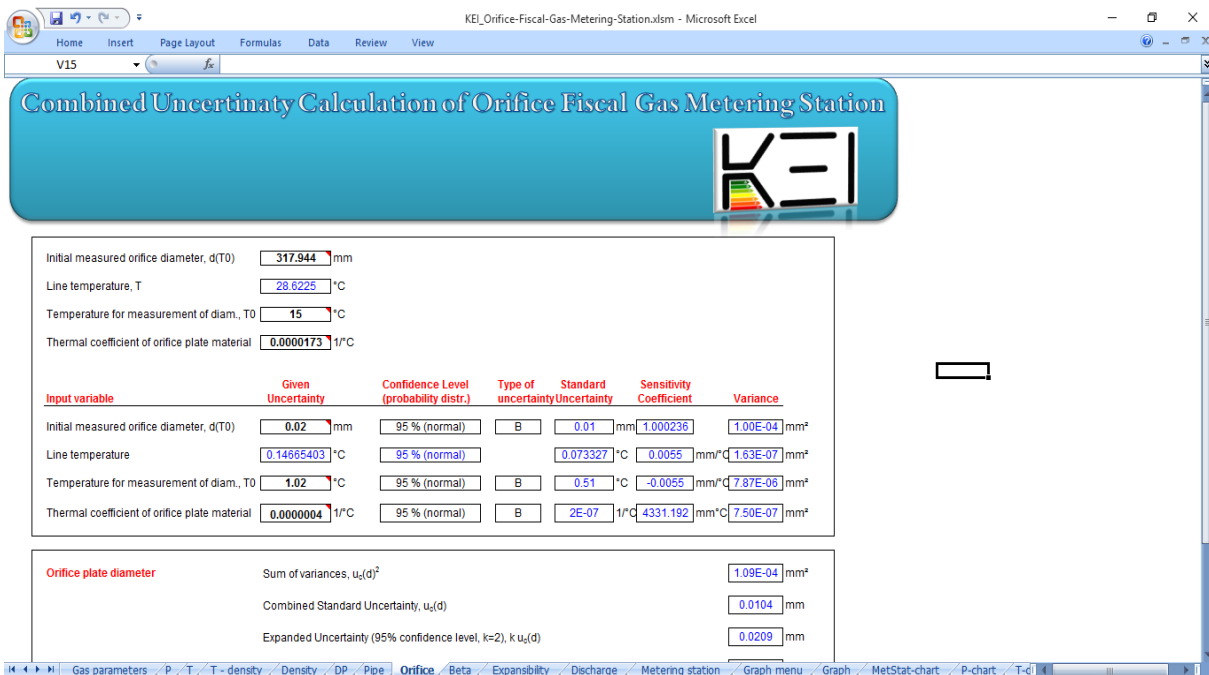 KEI_Orifice-Fiscal-Gas-Metering-Station.xlsm - Microsoft Excel
Home Insert Page Layout Formulas Data Review View
V15 fx
Combined Uncertinaty Calculation of Orifice Fiscal Gas Metering Station
KEI
Initial measured orifice diameter, d(T0) 317.944 mm
Line temperature, T 28.6225 °C
Temperature for measurement of diam., T0 15 °C
Thermal coefficient of orifice plate material 0.0000173 1/°C
Given Confidence Level Type of Standard Sensitivity
Input variable Uncertainty (probability distr.) uncertainty Uncertainty Coefficient Variance
Initial measured orifice diameter, d(T0) 0.02 mm 95 % (normal) B 0.01 mm 1.000236 1.00E-04 mm²
Line temperature 0.14665403 °C 95 % (normal) 0.073327 °C 0.0055 mm/°C 1.63E-07 mm²
Temperature for measurement of diam., T0 1.02 °C 95 % (normal) B 0.51 °C -0.0055 mm/°C 7.87E-06 mm²
Thermal coefficient of orifice plate material 0.0000004 1/°C 95 % (normal) B 2E-07 1/°C 4331.192 mm°C 7.50E-07 mm²
Orifice plate diameter Sum of variances, uc(d)² 1.09E-04 mm²
Combined Standard Uncertainty, uc(d) 0.0104 mm
Expanded Uncertainty (95% confidence level, k=2), k uc(d) 0.0209 mm
Gas parameters P T T - density Density DP Pipe Orifice Beta Expansibility Discharge Metering station Graph menu Graph MetStat-chart P-chart T-d